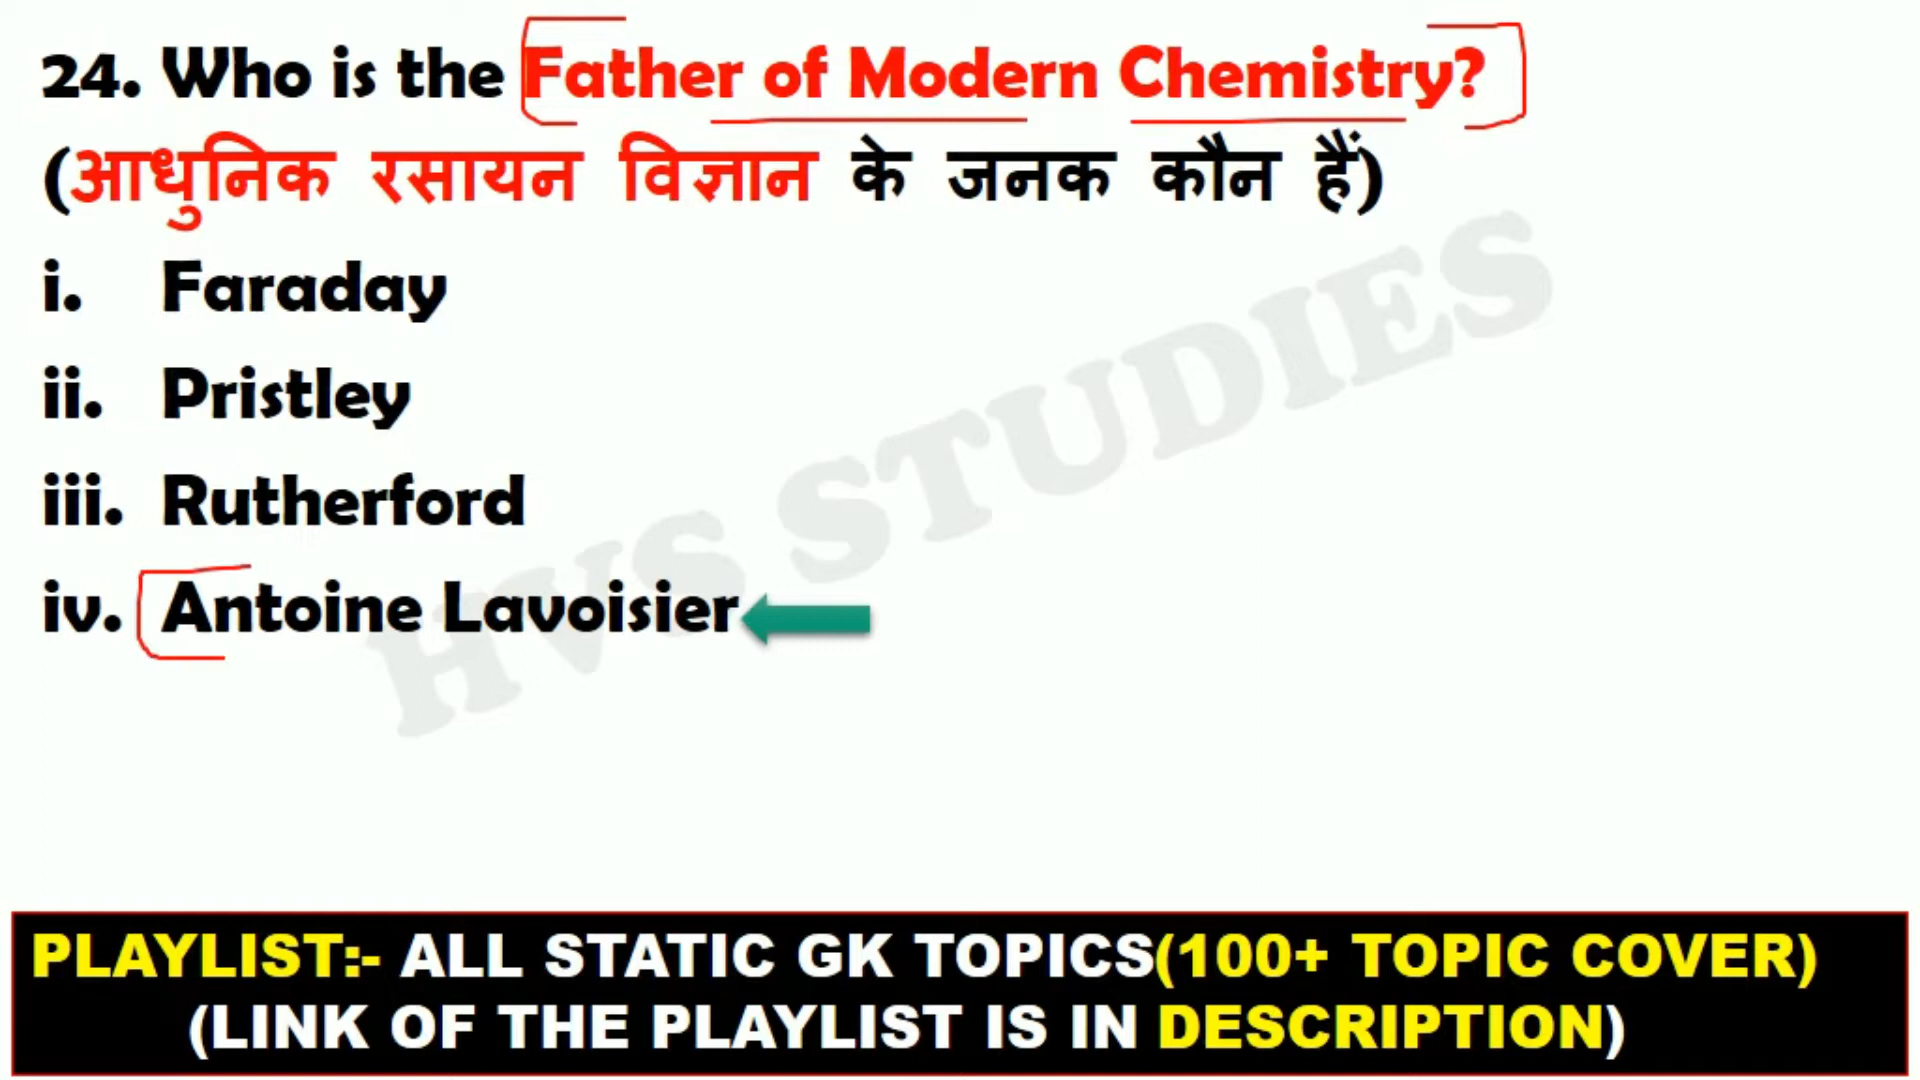 24. Who is the Father of Modern Chemistry?
(आधुनिक रसायन विज्ञान के जनक कौन हैं)
i. Faraday
ii. Pristley
iii. Rutherford
iv. Antoine Lavoisier
HVS STUDIES
PLAYLIST:- ALL STATIC GK TOPICS(100+ TOPIC COVER)
(LINK OF THE PLAYLIST IS IN DESCRIPTION)